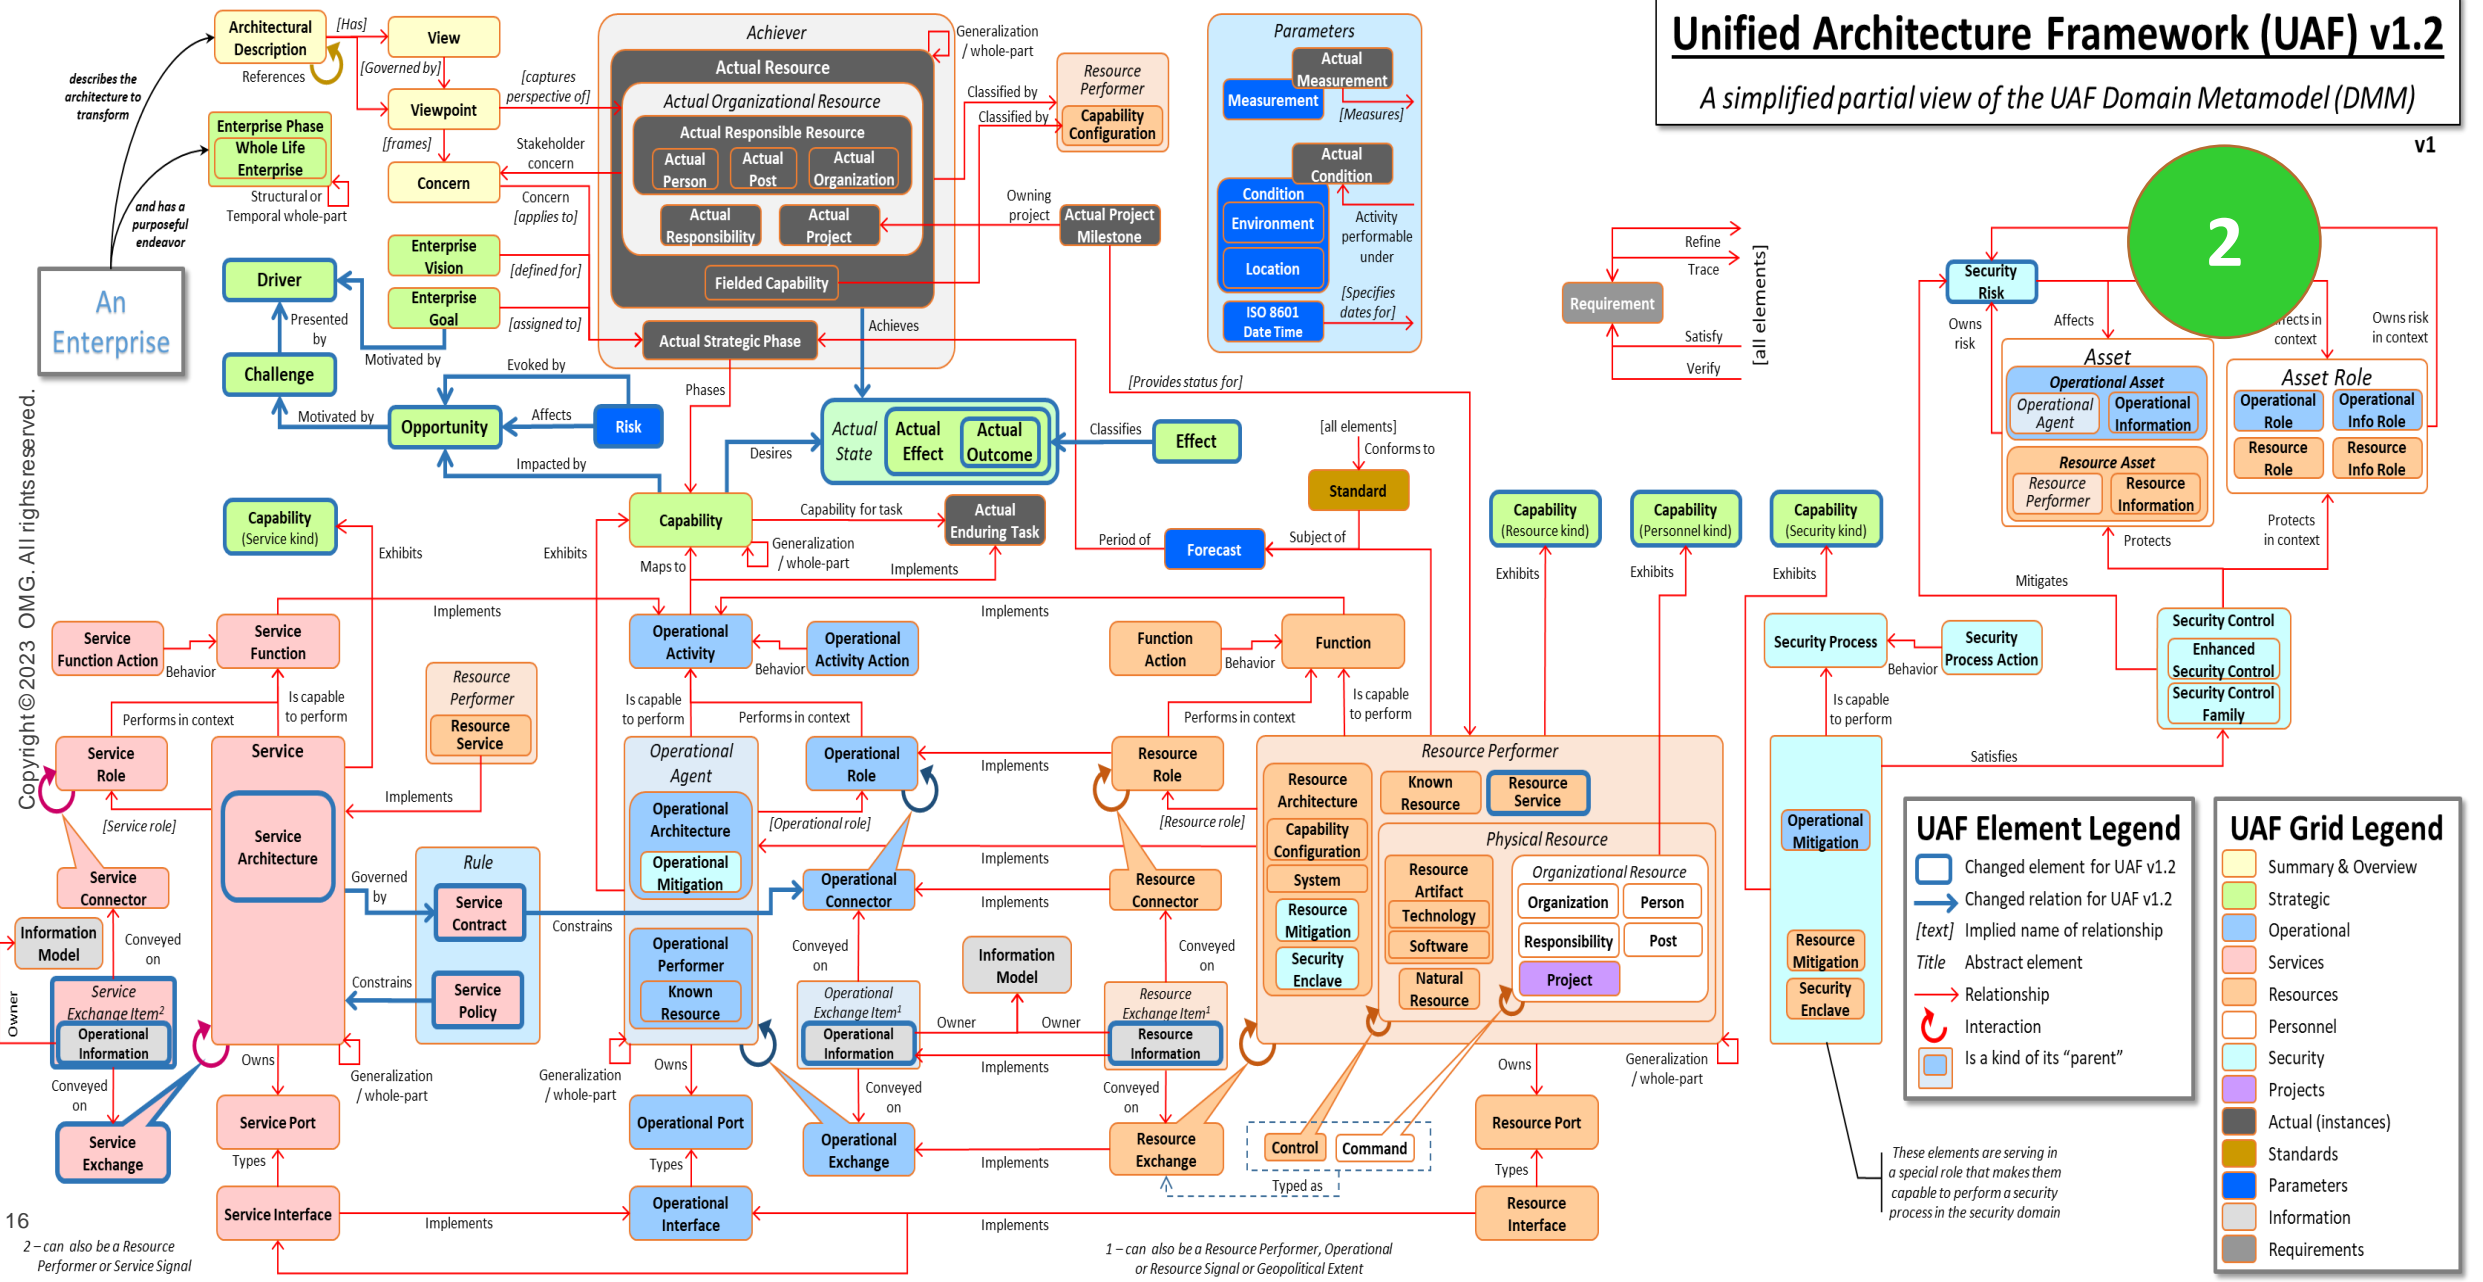 Unified Architecture Framework (UAF) v1.2
A simplified partial view of the UAF Domain Metamodel (DMM)
v1
2
Architectural
Description
[Has]
View
References
[Governed by]
Viewpoint
[captures
perspective of]
[frames]
Concern
Stakeholder
concern
Concern
[applies to]
describes the
architecture to
transform
and has a
purposeful
endeavor
An
Enterprise
Enterprise Phase
Whole Life
Enterprise
Structural or
Temporal whole-part
Enterprise
Vision
[defined for]
Enterprise
Goal
[assigned to]
Driver
Presented
by
Motivated by
Challenge
Motivated by
Opportunity
Evoked by
Affects
Risk
Impacted by
Achiever
Actual Resource
Actual Organizational Resource
Actual Responsible Resource
Actual
Person
Actual
Post
Actual
Organization
Actual
Responsibility
Actual
Project
Fielded Capability
Actual Strategic Phase
Generalization
/ whole-part
Classified by
Classified by
Resource
Performer
Capability
Configuration
Owning
project
Actual Project
Milestone
Achieves
Phases
[Provides status for]
Parameters
Actual
Measurement
Measurement
[Measures]
Actual
Condition
Condition
Environment
Location
Activity
performable
under
ISO 8601
Date Time
[Specifies
dates for]
Requirement
Refine
Trace
Satisfy
Verify
[all elements]
Security
Risk
Owns
risk
Affects
context
Owns risk
in context
Asset
Operational Asset
Operational
Agent
Operational
Information
Resource Asset
Resource
Performer
Resource
Information
Asset Role
Operational
Role
Operational
Info Role
Resource
Role
Resource
Info Role
Protects
Protects
in context
Mitigates
Actual
State
Actual
Effect
Actual
Outcome
Classifies
Effect
Desires
[all elements]
Conforms to
Standard
Subject of
Forecast
Period of
Capability
Capability for task
Actual
Enduring Task
Generalization
/ whole-part
Exhibits
Maps to
Implements
Capability
(Service kind)
Exhibits
Capability
(Resource kind)
Capability
(Personnel kind)
Capability
(Security kind)
Exhibits
Exhibits
Exhibits
Implements
Implements
Service
Function Action
Behavior
Service
Function
Operational
Activity
Behavior
Operational
Activity Action
Function
Action
Behavior
Function
Security Process
Behavior
Security
Process Action
Security Control
Enhanced
Security Control
Security Control
Family
Performs in context
Is capable
to perform
Resource
Performer
Resource
Service
Implements
Is capable
to perform
Performs in context
Performs in context
Is capable
to perform
Is capable
to perform
Satisfies
Service
Role
[Service role]
Service
Service
Architecture
Service
Connector
Information
Model
Conveyed
on
Service
Exchange Item2
Operational
Information
Owner
Conveyed
on
Service
Exchange
Owns
Generalization
/ whole-part
Service Port
Types
Service Interface
Implements
Rule
Governed
by
Service
Contract
Constrains
Service
Policy
Constrains
Operational
Agent
Operational
Architecture
Operational
Mitigation
Operational
Performer
Known
Resource
Generalization
/ whole-part
Owns
Operational Port
Types
Operational
Interface
Operational
Role
[Operational role]
Operational
Connector
Conveyed
on
Operational
Exchange Item1
Operational
Information
Conveyed
on
Operational
Exchange
Implements
Implements
Implements
Information
Model
Owner
Owner
Implements
Implements
Implements
Resource
Role
[Resource role]
Resource
Connector
Conveyed
on
Resource
Exchange Item1
Resource
Information
Conveyed
on
Resource
Exchange
Resource Performer
Resource
Architecture
Capability
Configuration
System
Resource
Mitigation
Security
Enclave
Known
Resource
Resource
Service
Physical Resource
Resource
Artifact
Technology
Software
Natural
Resource
Organizational Resource
Organization
Person
Responsibility
Post
Project
Generalization
/ whole-part
Owns
Control
Command
Typed as
Resource Port
Types
Resource
Interface
Operational
Mitigation
Resource
Mitigation
Security
Enclave
These elements are serving in
a special role that makes them
capable to perform a security
process in the security domain
UAF Element Legend
Changed element for UAF v1.2
Changed relation for UAF v1.2
[text] Implied name of relationship
Title Abstract element
Relationship
Interaction
Is a kind of its “parent”
UAF Grid Legend
Summary & Overview
Strategic
Operational
Services
Resources
Personnel
Security
Projects
Actual (instances)
Standards
Parameters
Information
Requirements
Copyright © 2023 OMG. All rights reserved.
16
2 – can also be a Resource
Performer or Service Signal
1 – can also be a Resource Performer, Operational
or Resource Signal or Geopolitical Extent